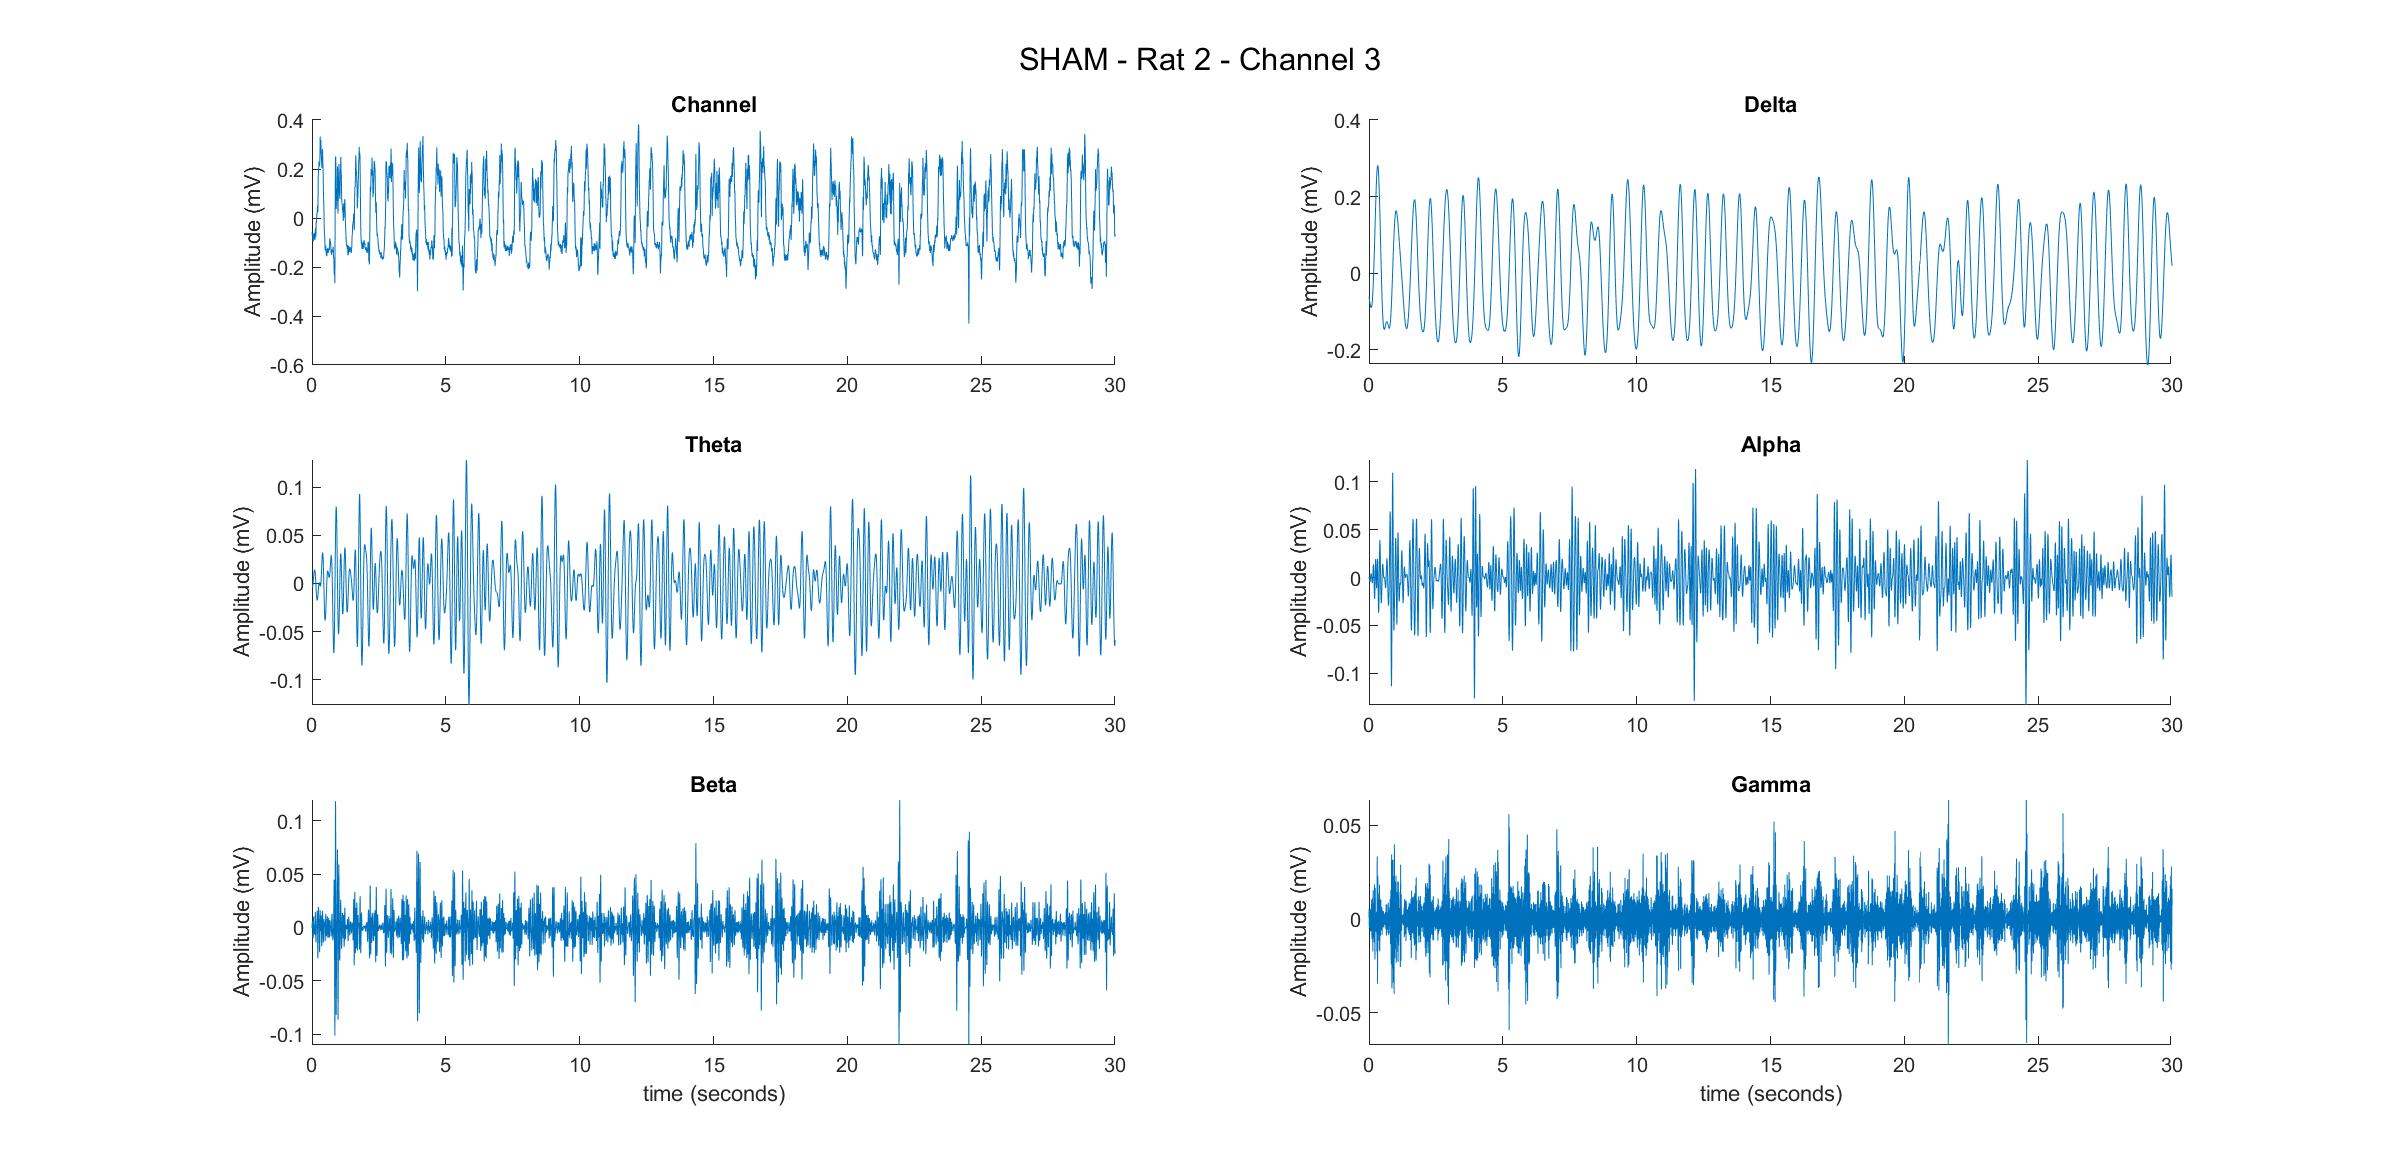 SHAM - Rat 2 - Channel 3
Channel
Amplitude (mV)
0.4
0.2
0
-0.2
-0.4
-0.6
0 5 10 15 20 25 30
Delta
Amplitude (mV)
0.4
0.2
0
-0.2
0 5 10 15 20 25 30
Theta
Amplitude (mV)
0.1
0.05
0
-0.05
-0.1
0 5 10 15 20 25 30
Alpha
Amplitude (mV)
0.1
0.05
0
-0.05
-0.1
0 5 10 15 20 25 30
Beta
Amplitude (mV)
0.1
0.05
0
-0.05
-0.1
0 5 10 15 20 25 30
time (seconds)
Gamma
Amplitude (mV)
0.05
0
-0.05
0 5 10 15 20 25 30
time (seconds)